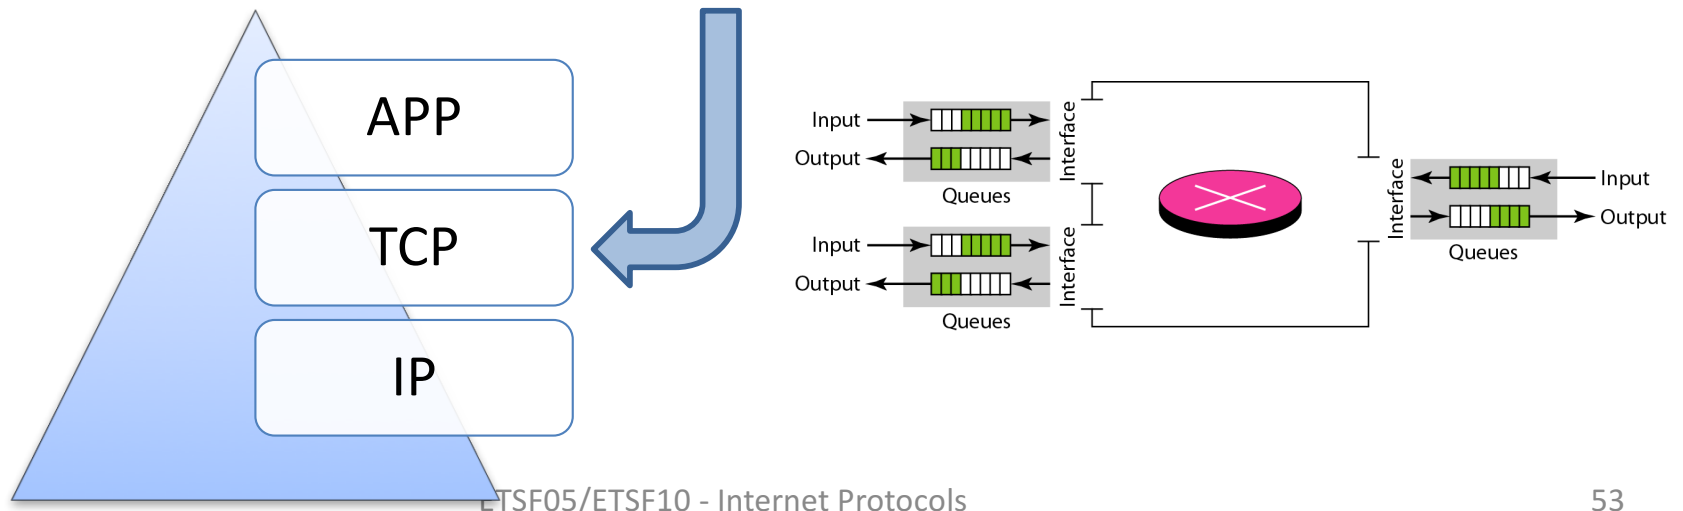 APP
TCP
IP
Input
Output
Queues
Interface
Input
Output
Queues
Interface
Interface
Input
Output
Queues
ETSF05/ETSF10 - Internet Protocols
53